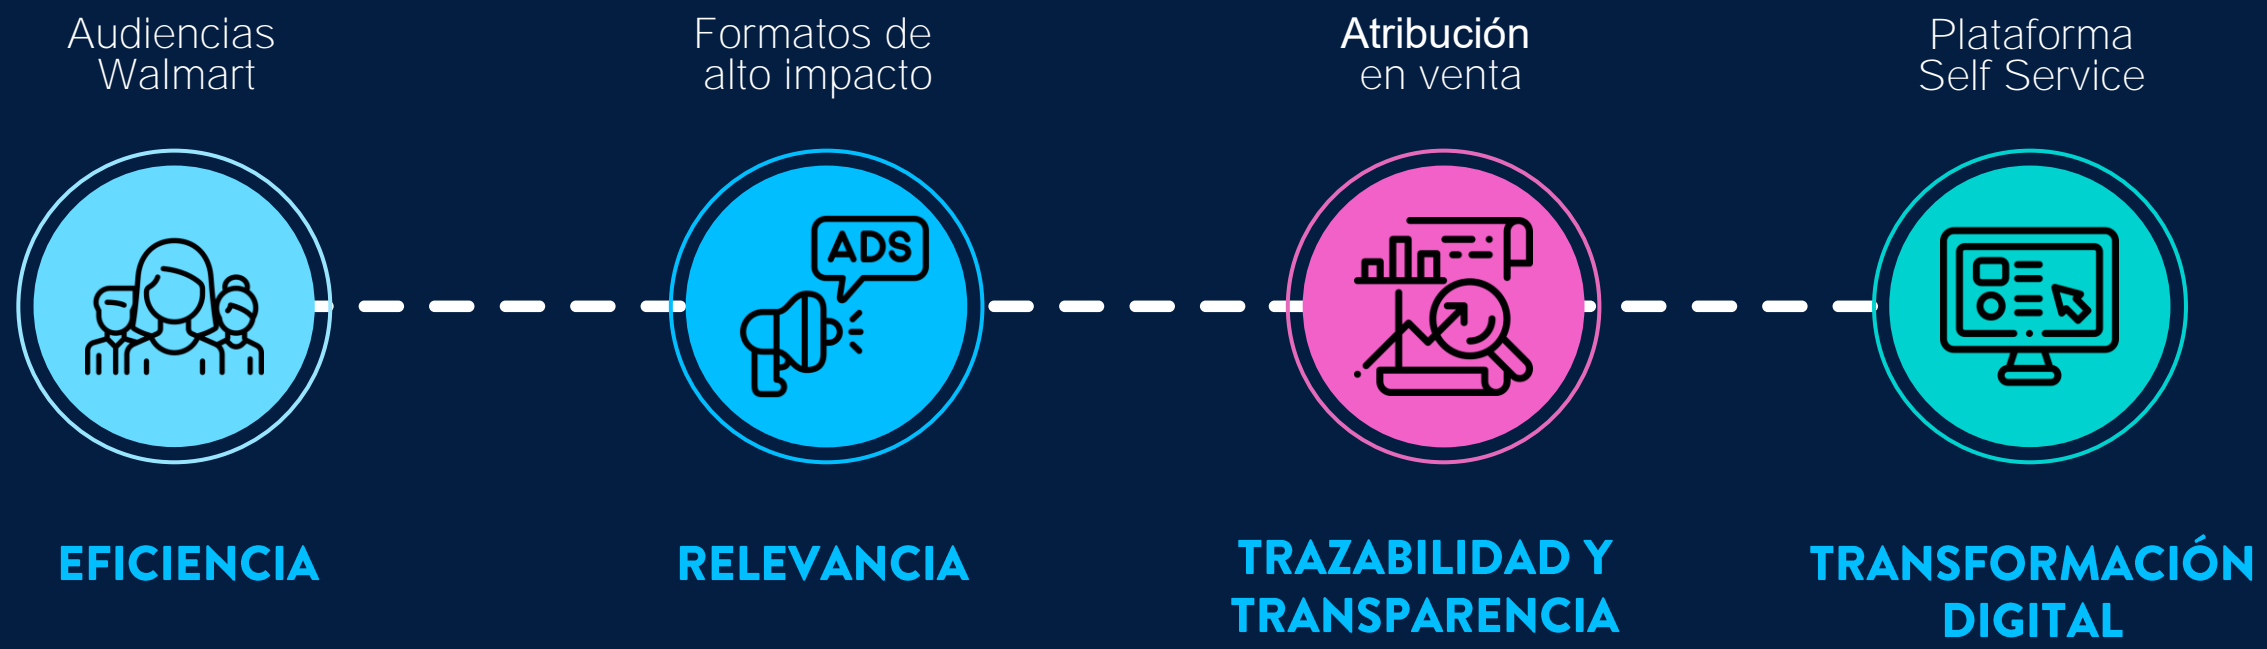 Audiencias
Walmart
Formatos de
alto impacto
Atribución
en venta
Plataforma
Self Service
ADS
EFICIENCIA
RELEVANCIA
TRAZABILIDAD Y
TRANSPARENCIA
TRANSFORMACIÓN
DIGITAL